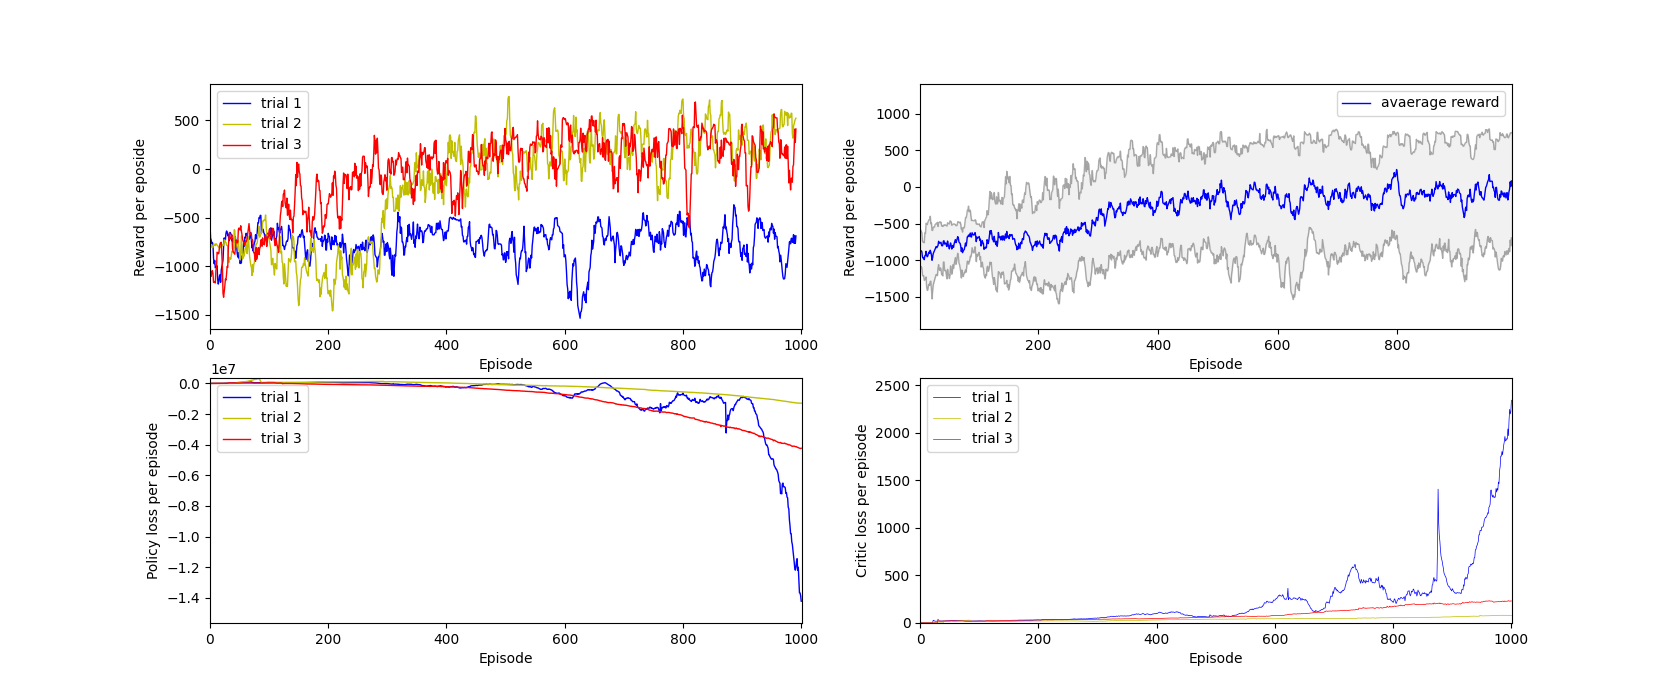 trial 1
trial 2
trial 3
500
0
−500
−1000
−1500
Reward per eposide
0
200
400
600
800
1000
Episode
avaerage reward
1000
500
0
−500
−1000
−1500
Reward per eposide
200
400
600
800
Episode
1e7
trial 1
trial 2
trial 3
0.0
−0.2
−0.4
−0.6
−0.8
−1.0
−1.2
−1.4
Policy loss per episode
0
200
400
600
800
1000
Episode
trial 1
trial 2
trial 3
2500
2000
1500
1000
500
0
Critic loss per episode
0
200
400
600
800
1000
Episode